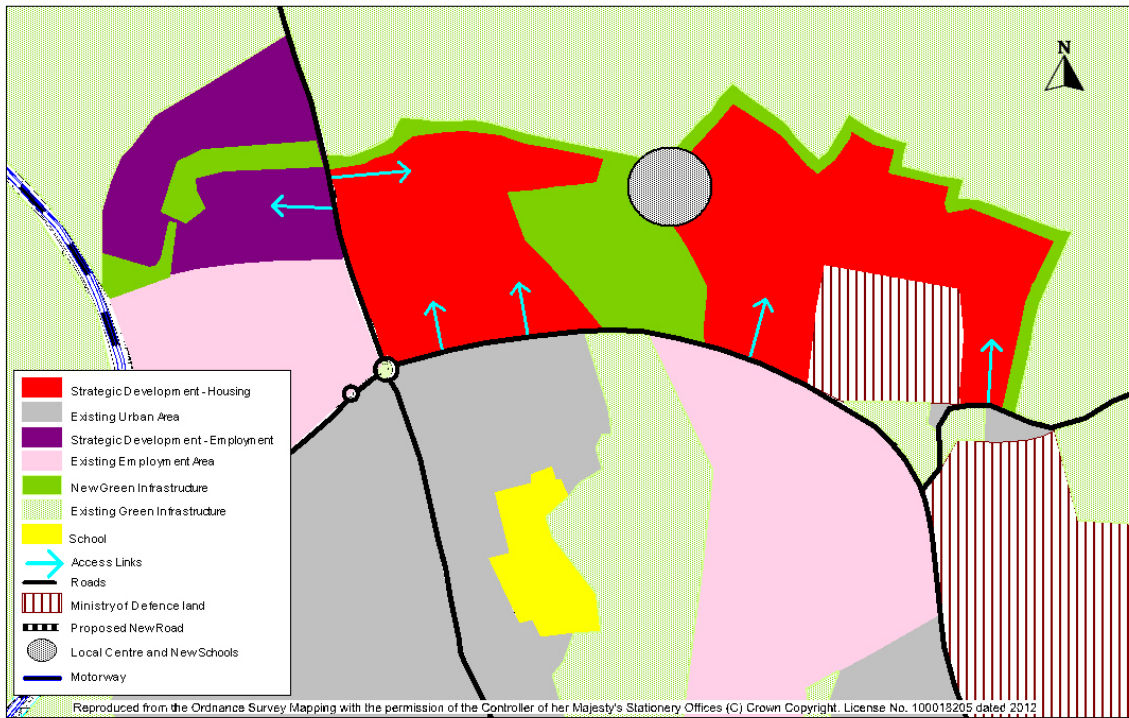 N
Strategic Development - Housing
Existing Urban Area
Strategic Development - Employment
Existing Employment Area
New Green Infrastructure
Existing Green Infrastructure
School
Access Links
Roads
Ministry of Defence land
Proposed New Road
Local Centre and New Schools
Motorway
Reproduced from the Ordnance Survey Mapping with the permission of the Controller of her Majesty's Stationery Offices (C) Crown Copyright. License No. 100018205 dated 2012